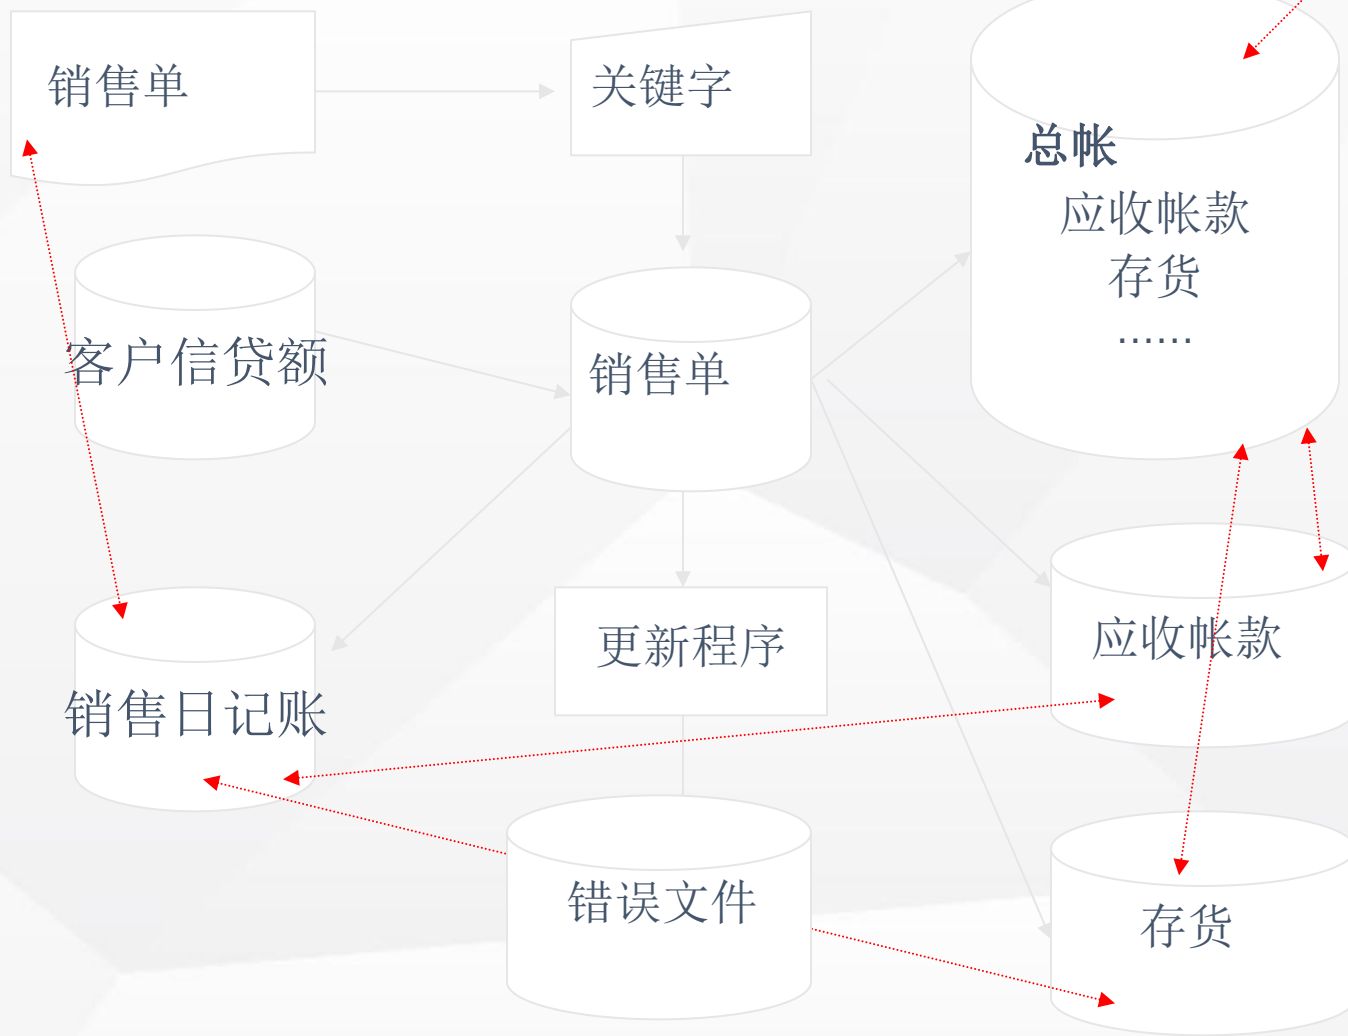 销售单
关键字
总帐
应收帐款
存货
……
客户信贷额
销售单
更新程序
应收帐款
销售日记账
错误文件
存货